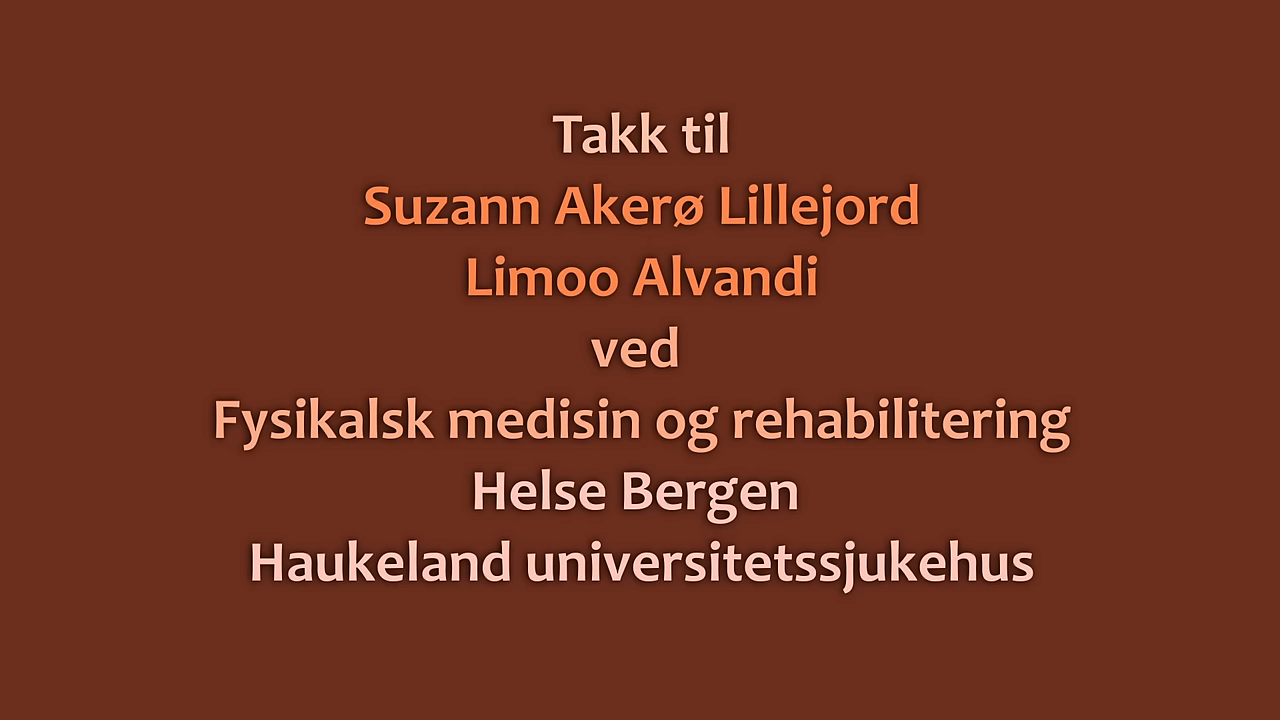 Takk til
Suzann Akerø Lillejord
Limoo Alvandi
ved
Fysikalsk medisin og rehabilitering
Helse Bergen
Haukeland universitetssjukehus